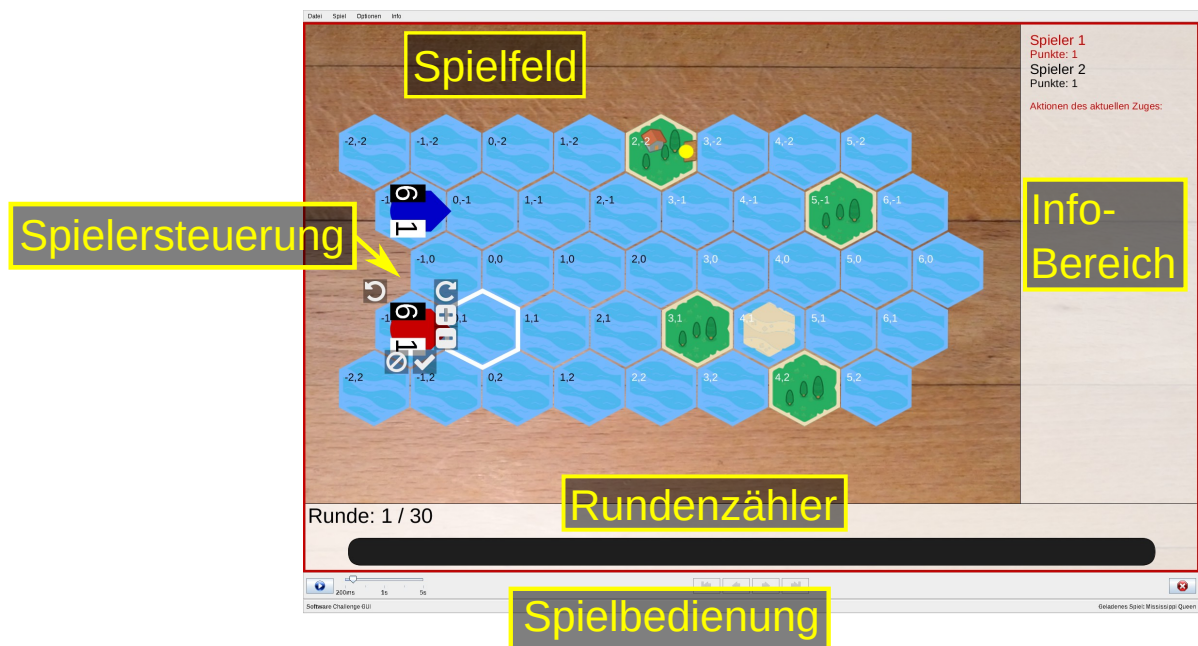 Datei Spiel Optionen Info
Spielfeld
Spieler 1
Punkte: 1
Spieler 2
Punkte: 1
Aktionen des aktuellen Zuges:
-2,-2 -1,-2 0,-2 1,-2 2,-2 3,-2 4,-2 5,-2
6 1 0,-1 1,-1 2,-1 3,-1 4,-1 5,-1 6,-1
Info-
Bereich
Spielersteuerung
-1,0 0,0 1,0 2,0 3,0 4,0 5,0 6,0
6 1 1,1 2,1 3,1 4,1 5,1 6,1
-2,2 -1,2 0,2 1,2 2,2 3,2 4,2 5,2
Rundenzähler
Runde: 1 / 30
200ms 1s 5s
Spielbedienung
Software Challenge GUI
Geladenes Spiel: Mississippi Queen